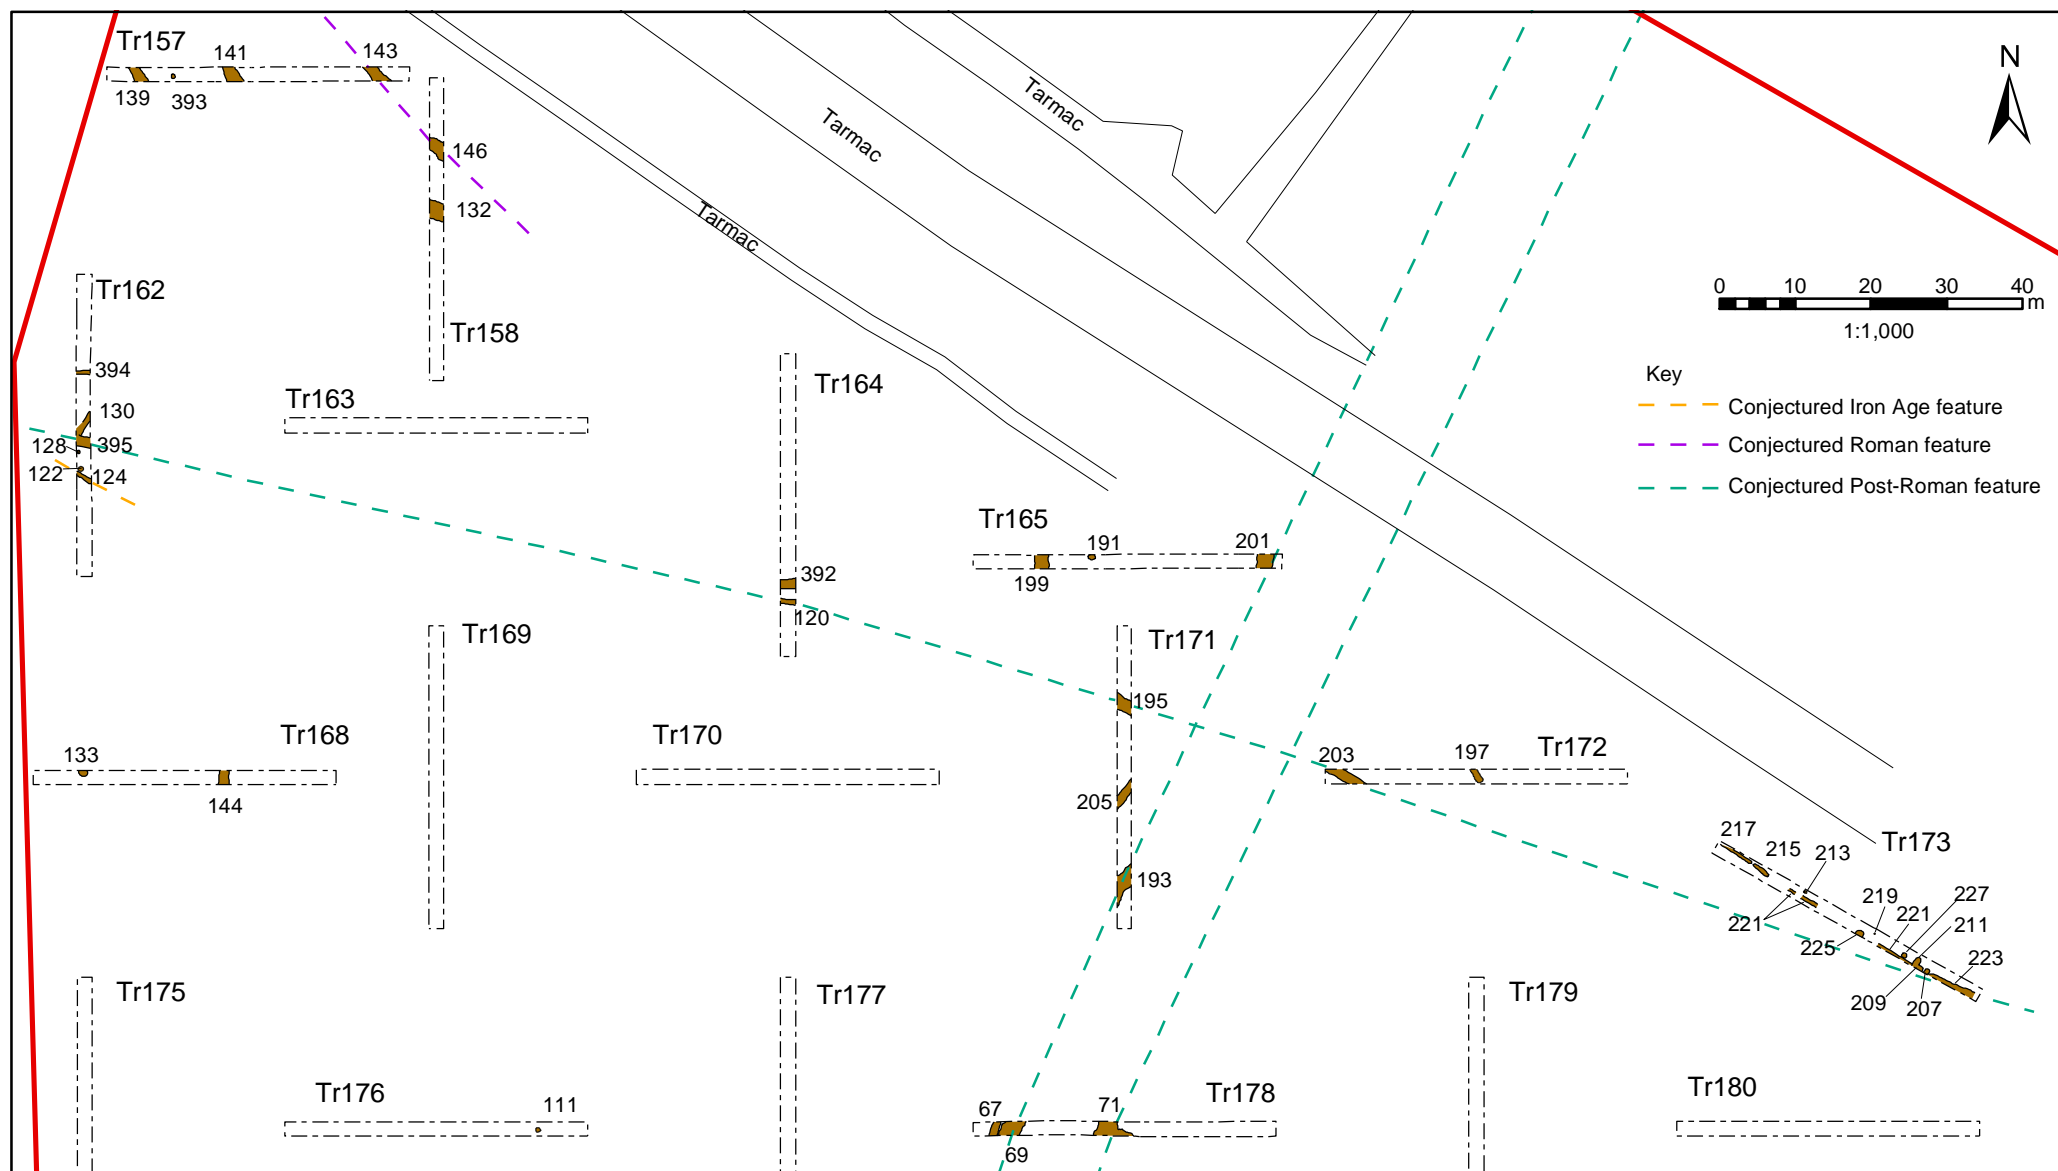 Tr157
141
143
139
393
146
132
Tarmac
Tarmac
Tarmac
N
0 10 20 30 40
m
1:1,000
Key
Conjectured Iron Age feature
Conjectured Roman feature
Conjectured Post-Roman feature
Tr162
Tr158
394
130
128
395
122
124
Tr163
Tr164
392
120
Tr165
191
201
199
Tr169
Tr171
195
205
193
133
Tr168
144
Tr170
203
197
Tr172
Tr173
217
215
213
221
219
227
221
211
225
223
209
207
Tr175
Tr177
Tr179
Tr176
111
67
71
Tr178
69
Tr180